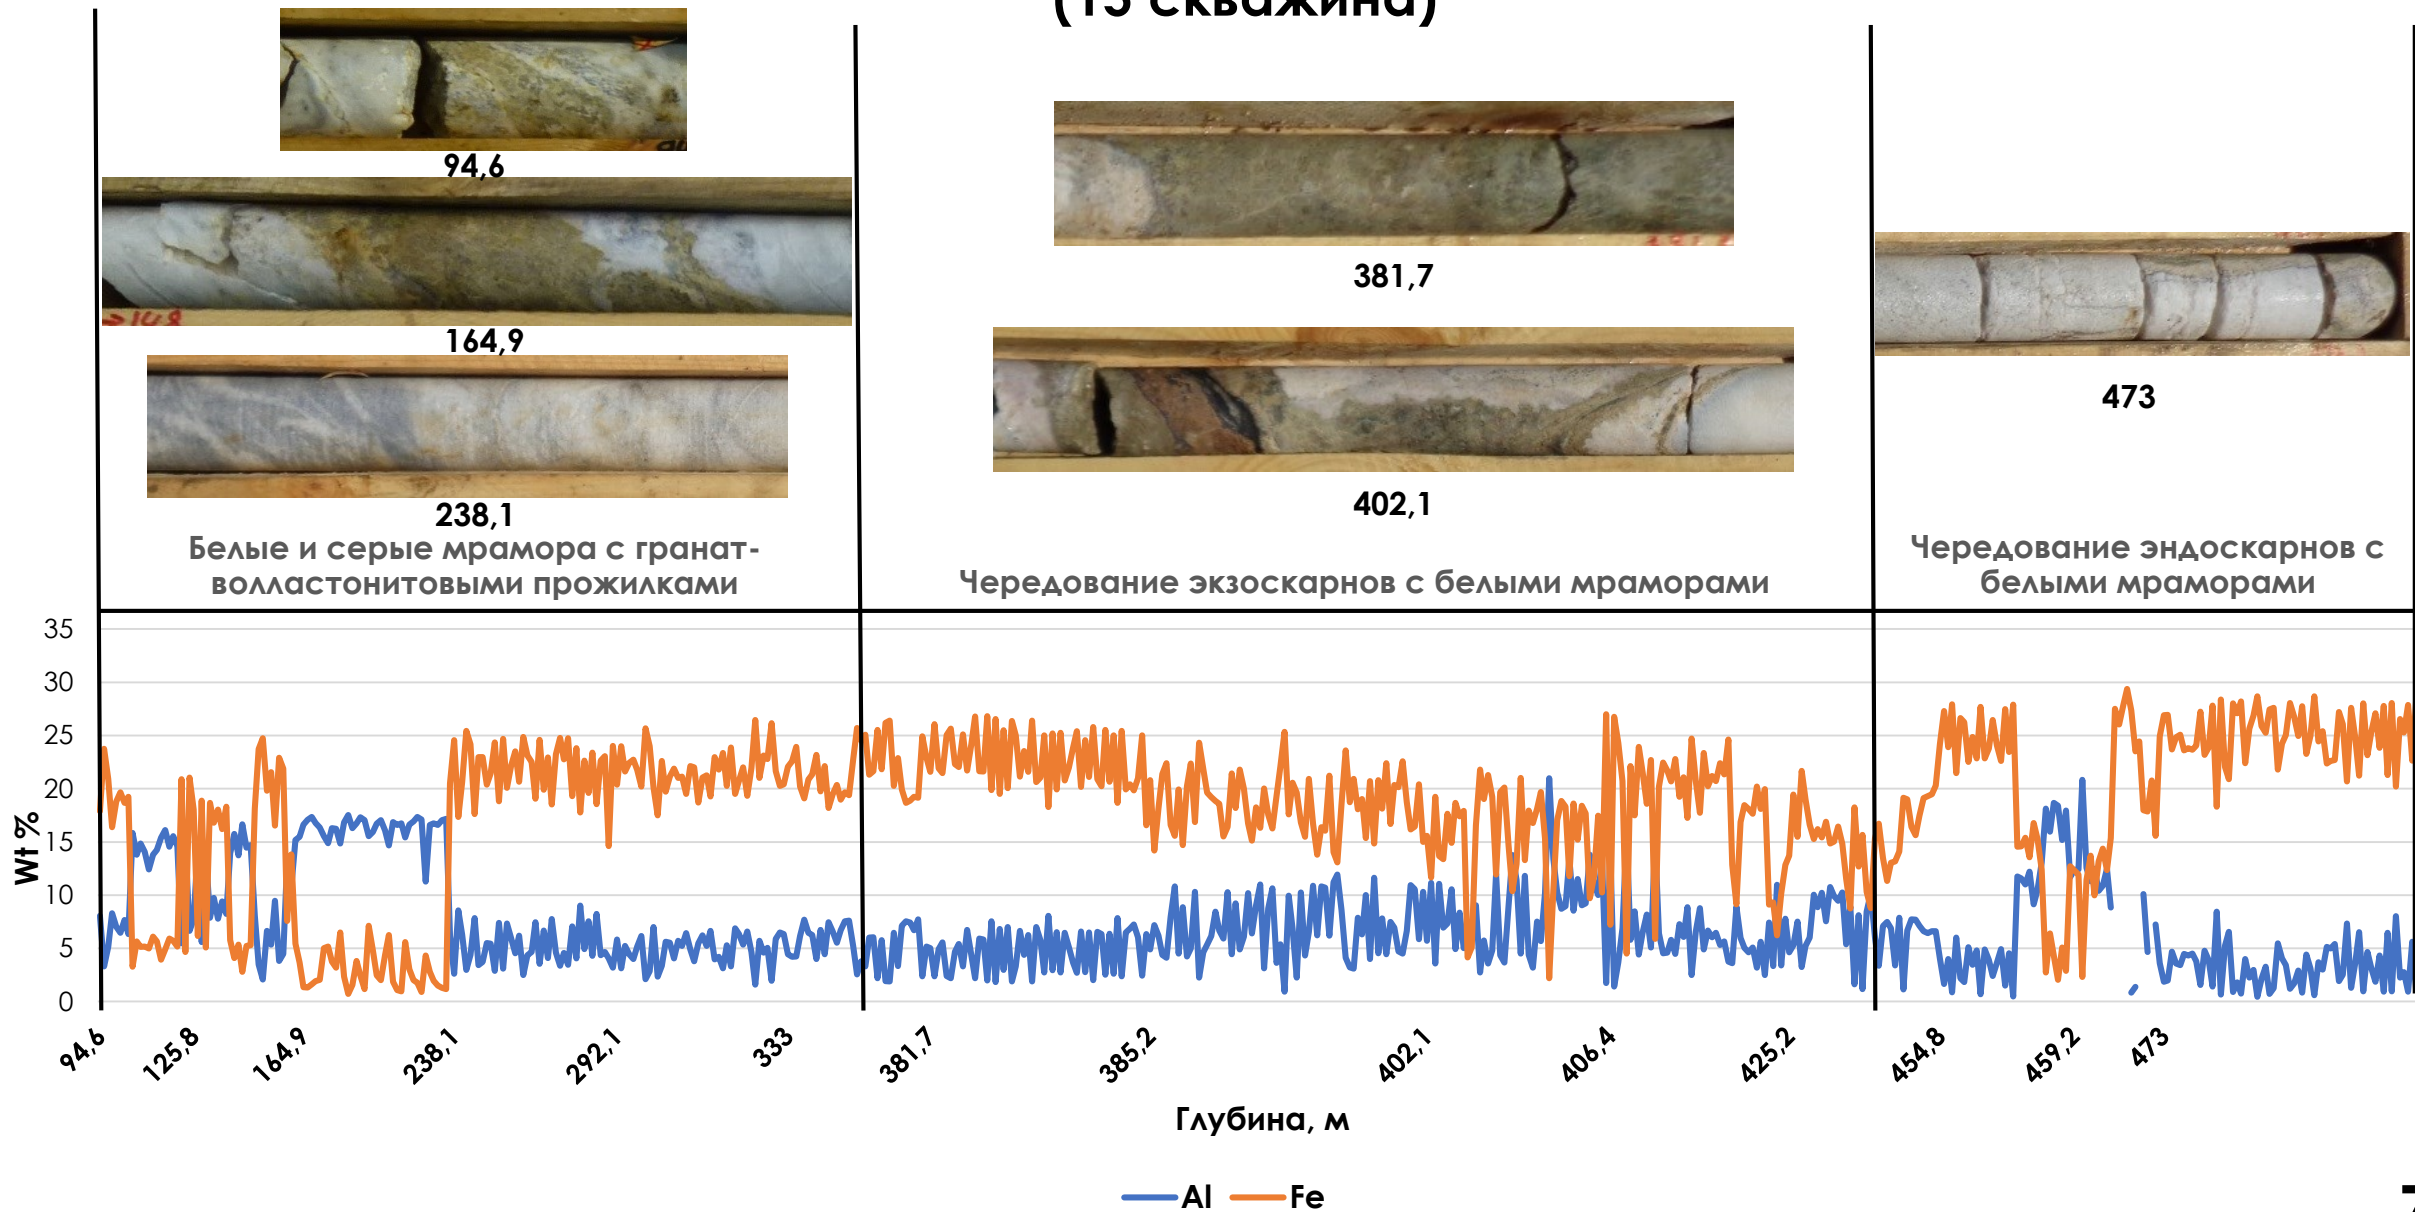 (15 скважина)
94,6
164,9
238,1
Белые и серые мрамора с гранат-
волластонитовыми прожилками
381,7
402,1
Чередование экзоскарнов с белыми мраморами
473
Чередование эндоскарнов с
белыми мраморами
35
30
25
20
15
10
5
0
Wt %
94,6
125,8
164,9
238,1
292,1
333
381,7
385,2
402,1
406,4
425,2
454,8
459,2
473
Глубина, м
Al
Fe